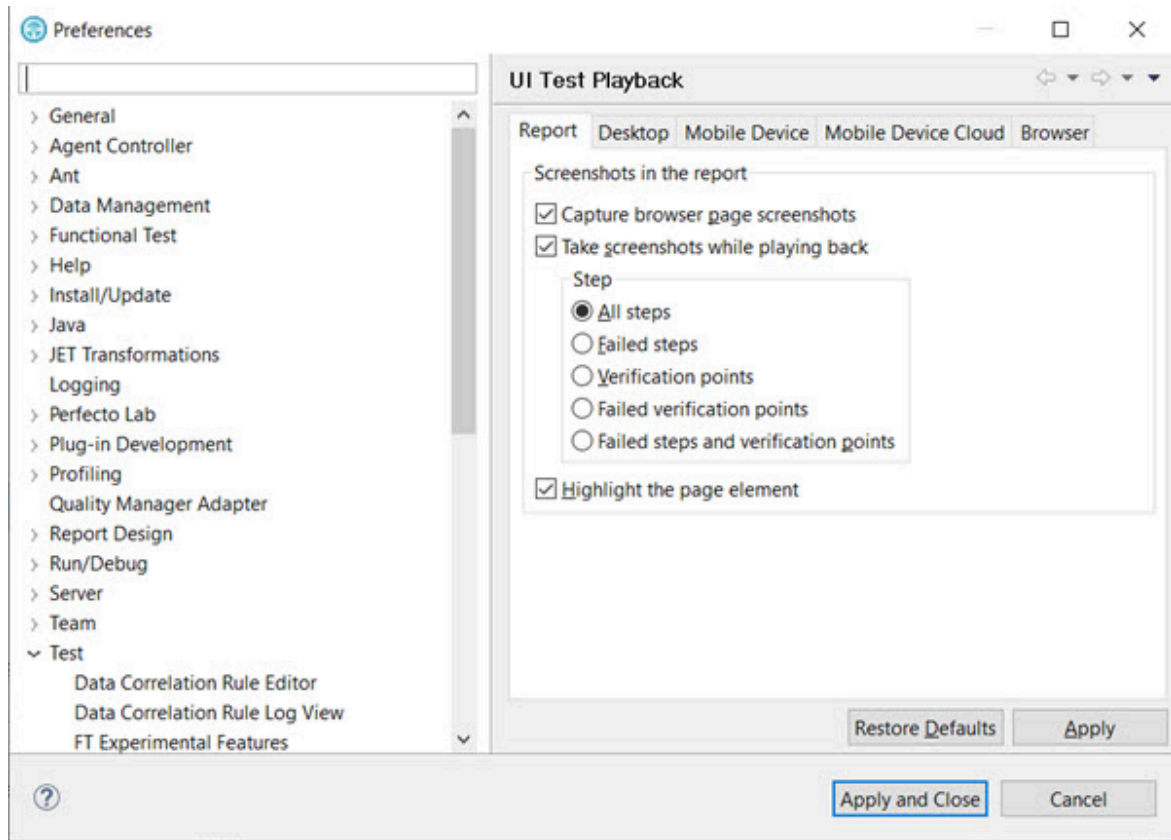 Preferences
General
Agent Controller
Ant
Data Management
Functional Test
Help
Install/Update
Java
JET Transformations
Logging
Perfecto Lab
Plug-in Development
Profiling
Quality Manager Adapter
Report Design
Run/Debug
Server
Team
Test
Data Correlation Rule Editor
Data Correlation Rule Log View
FT Experimental Features
UI Test Playback
Report Desktop Mobile Device Mobile Device Cloud Browser
Screenshots in the report
Capture browser page screenshots
Take screenshots while playing back
Step
All steps
Failed steps
Verification points
Failed verification points
Failed steps and verification points
Highlight the page element
Restore Defaults Apply
? Apply and Close Cancel